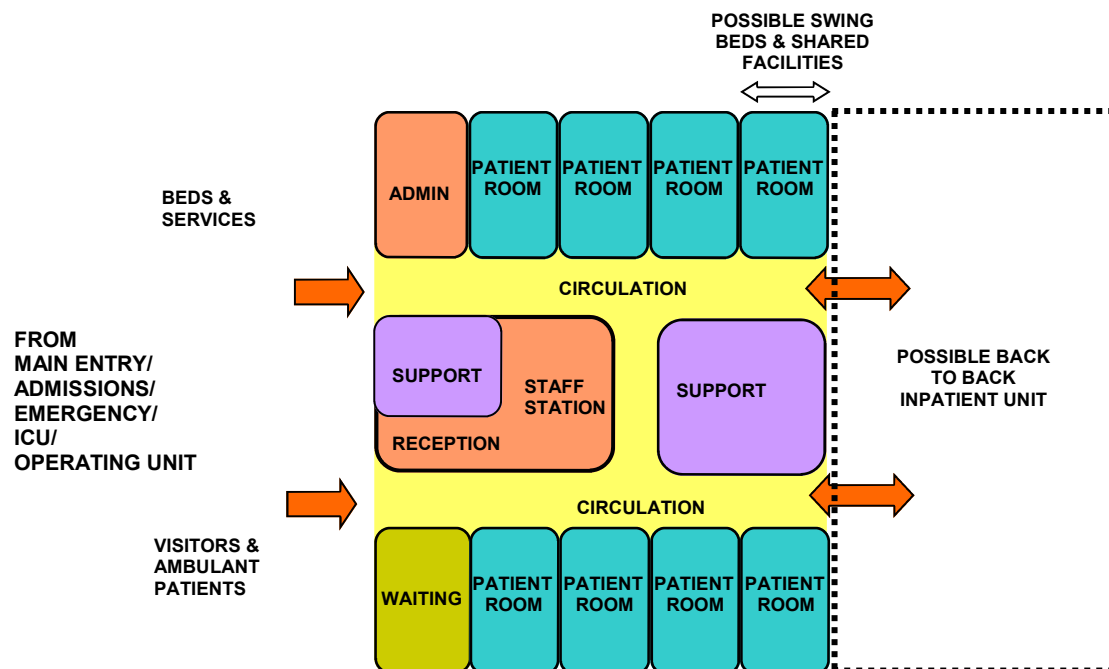 POSSIBLE SWING
BEDS & SHARED
FACILITIES
ADMIN
PATIENT
ROOM
PATIENT
ROOM
PATIENT
ROOM
PATIENT
ROOM
BEDS &
SERVICES
CIRCULATION
FROM
MAIN ENTRY/
ADMISSIONS/
EMERGENCY/
ICU/
OPERATING UNIT
SUPPORT
STAFF
STATION
RECEPTION
SUPPORT
POSSIBLE BACK
TO BACK
INPATIENT UNIT
CIRCULATION
VISITORS &
AMBULANT
PATIENTS
WAITING
PATIENT
ROOM
PATIENT
ROOM
PATIENT
ROOM
PATIENT
ROOM